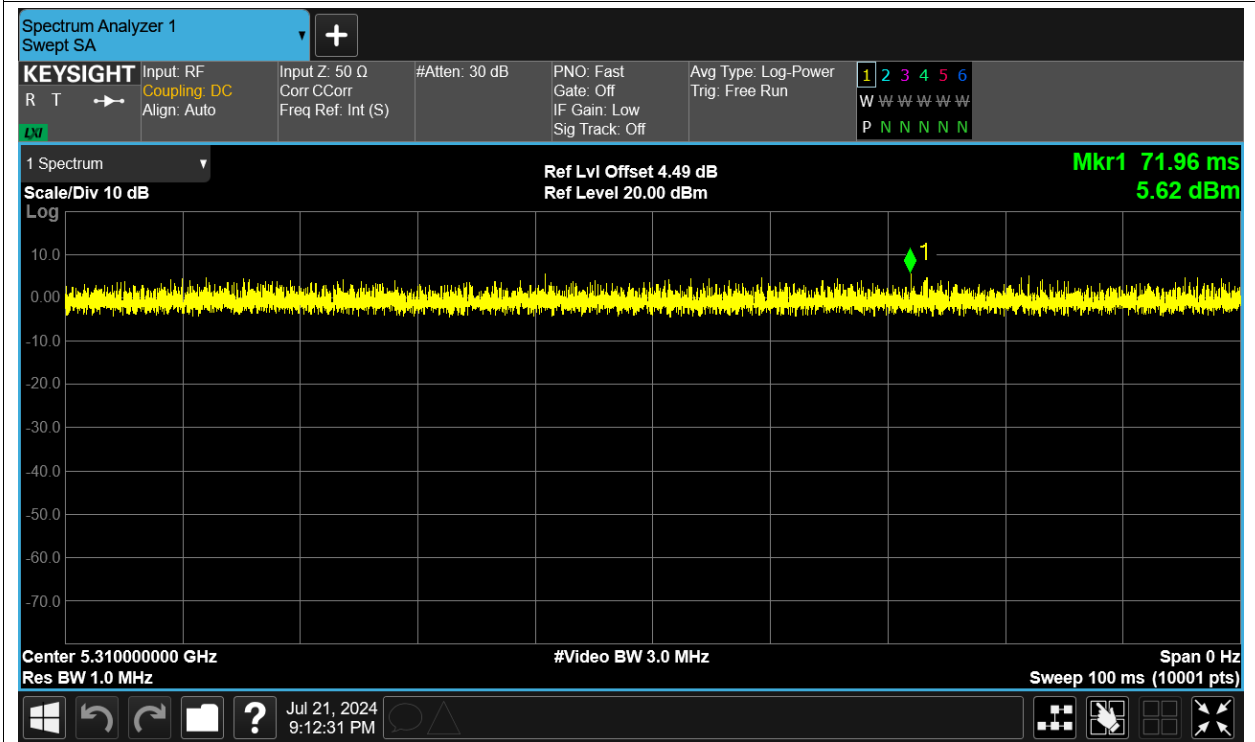 Spectrum Analyzer 1
Swept SA
+
KEYSIGHT Input: RF Input Z: 50 Ω #Atten: 30 dB PNO: Fast Avg Type: Log-Power 1 2 3 4 5 6
R T Coupling: DC Corr CCorr Gate: Off Trig: Free Run W W W W W W
Align: Auto Freq Ref: Int (S) IF Gain: Low
LXI Sig Track: Off P N N N N N
1 Spectrum Ref Lvl Offset 4.49 dB Mkr1 71.96 ms
Scale/Div 10 dB Ref Level 20.00 dBm 5.62 dBm
Log
1
10.0
0.00
-10.0
-20.0
-30.0
-40.0
-50.0
-60.0
-70.0
Center 5.310000000 GHz #Video BW 3.0 MHz Span 0 Hz
Res BW 1.0 MHz Sweep 100 ms (10001 pts)
? Jul 21, 2024
9:12:31 PM